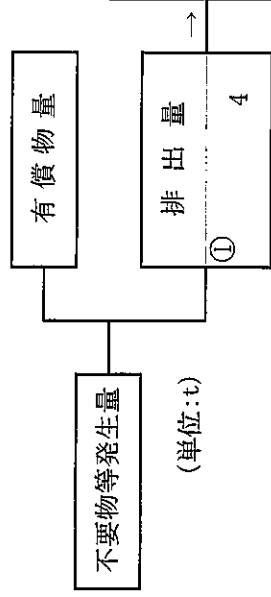 有償物量
不要物等発生量
排出量
①
4
(単位:t)
→